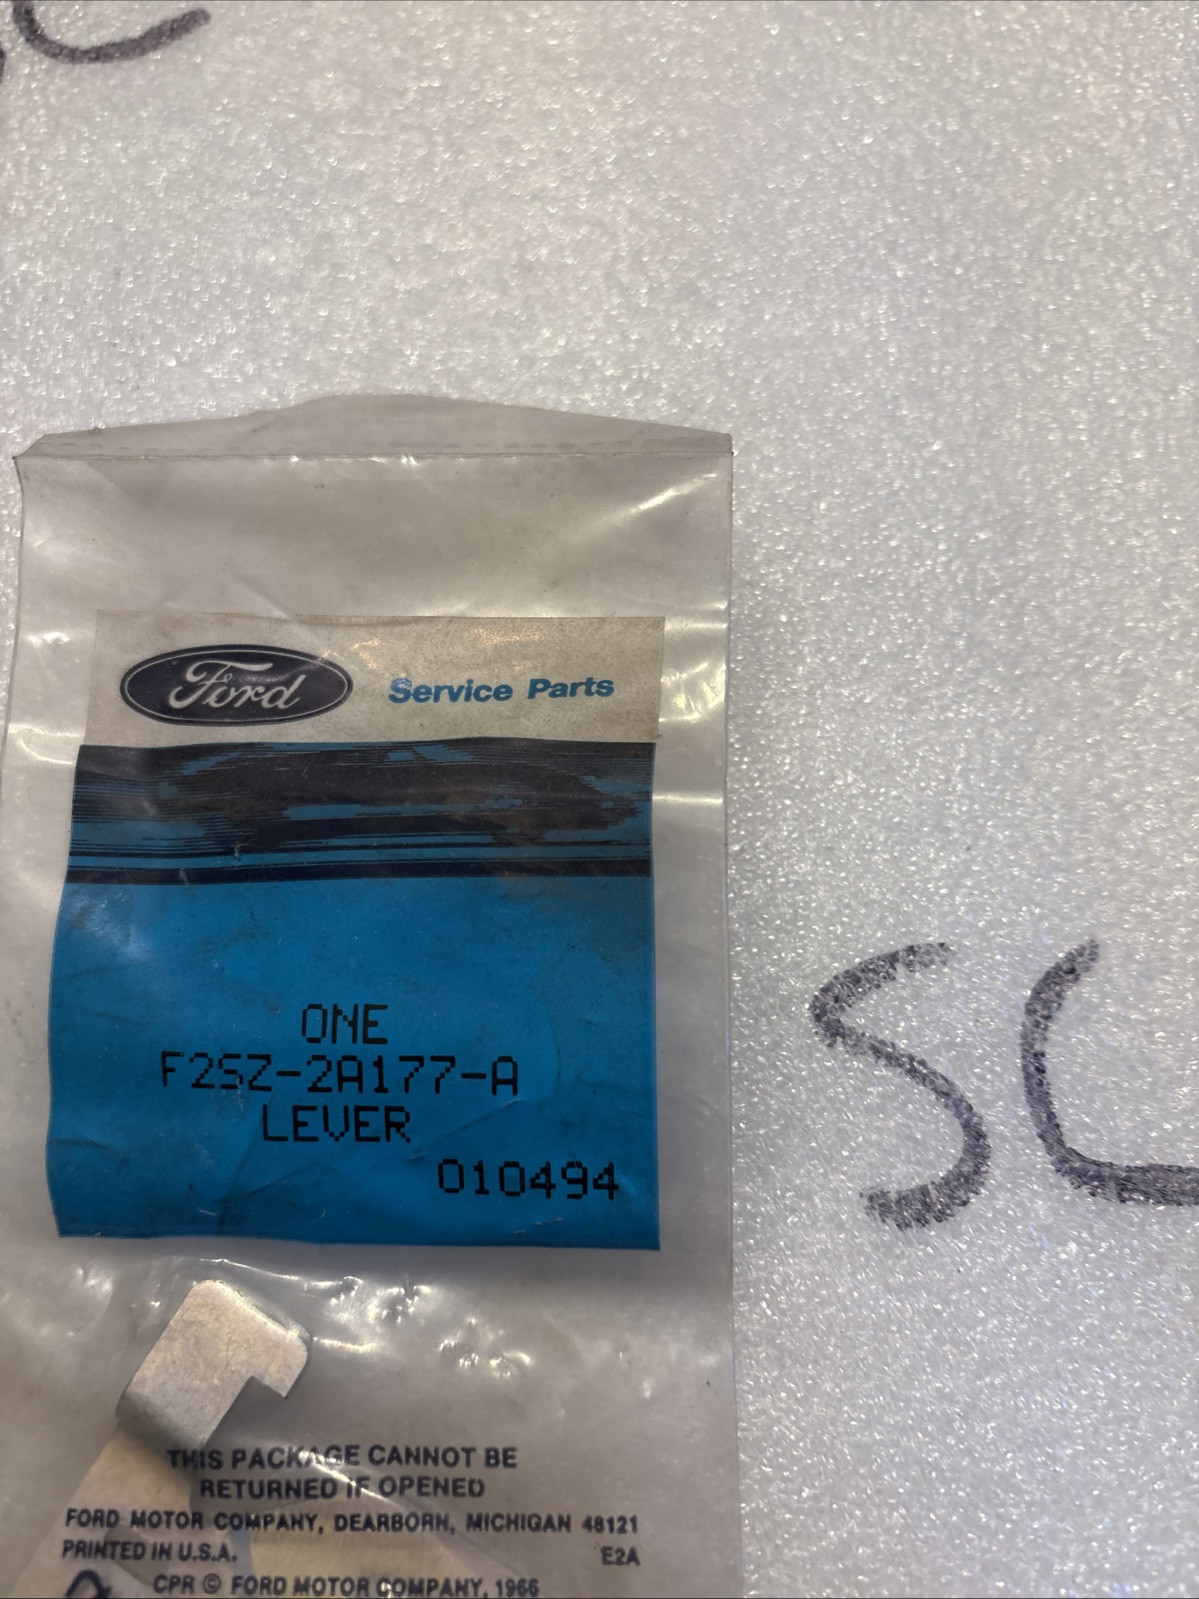 Ford Service Parts
ONE
F2SZ-2A177-A
LEVER
010494
SC
THIS PACKAGE CANNOT BE
RETURNED IF OPENED
FORD MOTOR COMPANY, DEARBORN, MICHIGAN 48121
PRINTED IN U.S.A. E2A
CPR © FORD MOTOR COMPANY, 1966